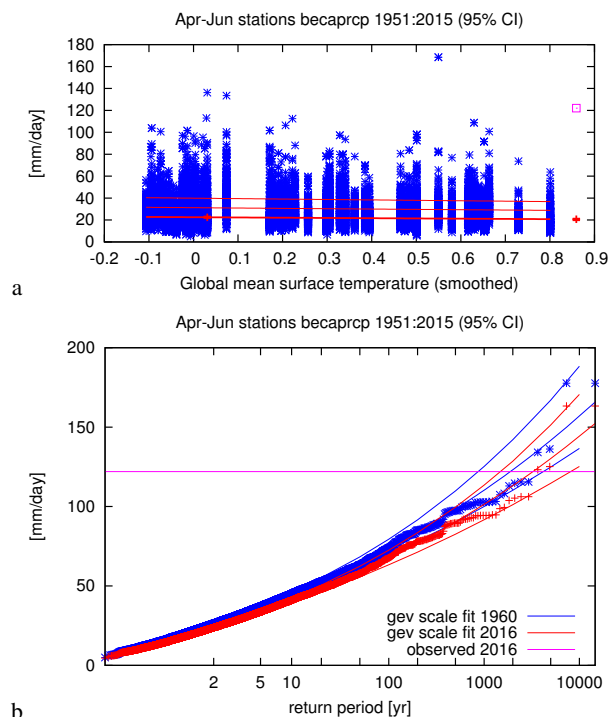 Apr-Jun stations becaprcp 1951:2015 (95% CI)
180
160
140
120
100
80
60
40
20
0
[mm/day]
-0.2 -0.1 0 0.1 0.2 0.3 0.4 0.5 0.6 0.7 0.8 0.9
Global mean surface temperature (smoothed)
a
Apr-Jun stations becaprcp 1951:2015 (95% CI)
200
150
100
50
0
[mm/day]
gev scale fit 1960
gev scale fit 2016
observed 2016
2 5 10 100 1000 10000
return period [yr]
b